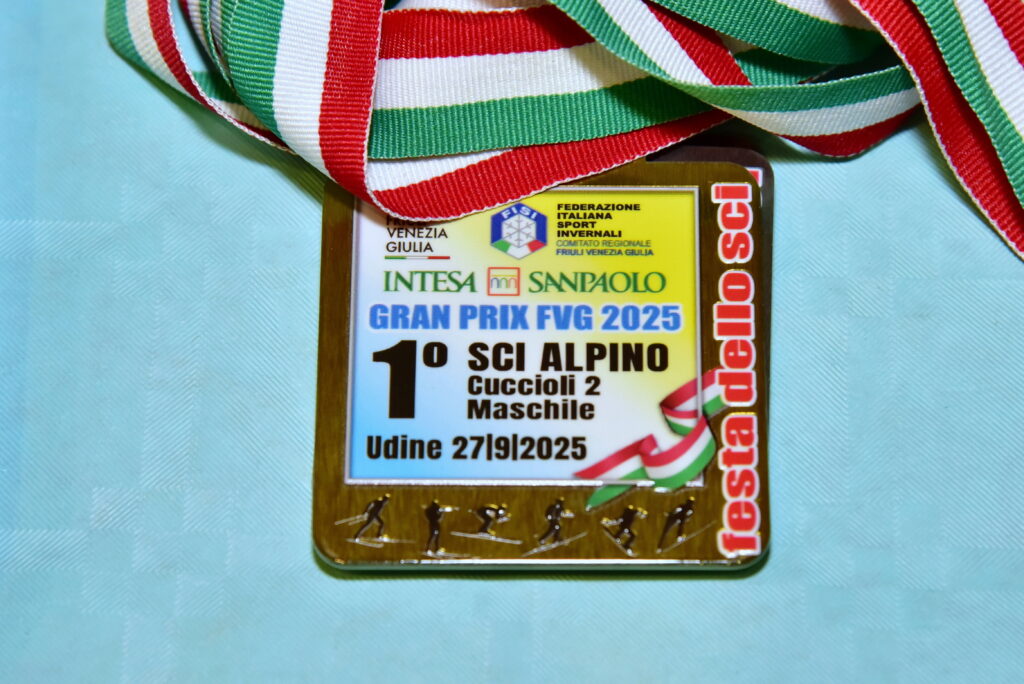 VENEZIA
GIULIA
FISI
FEDERAZIONE
ITALIANA
SPORT
INVERNALI
COMITATO REGIONALE
FRIULI VENEZIA GIULIA
INTESA SANPAOLO
GRAN PRIX FVG 2025
1º
SCI ALPINO
Cuccioli 2
Maschile
Udine 27|9|2025
festa dello sci